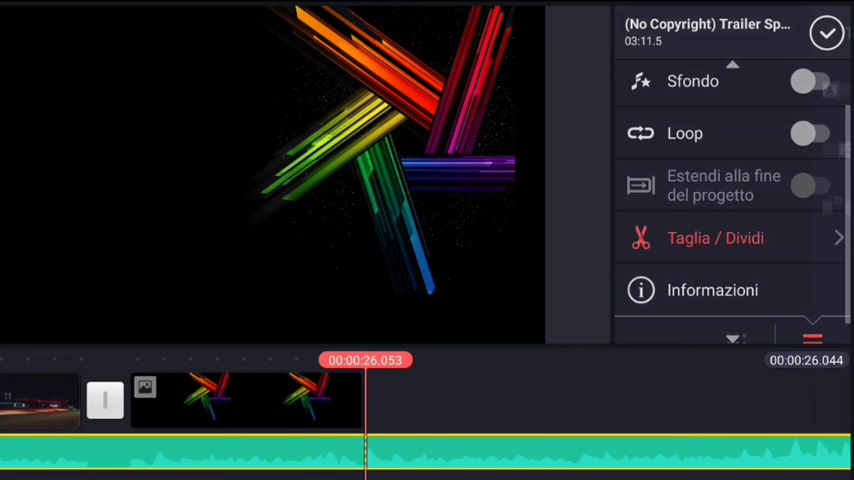 (No Copyright) Trailer Sp...
03:11.5
Sfondo
Loop
Estendi alla fine
del progetto
Taglia / Dividi
Informazioni
00:00:26.053
00:00:26.044